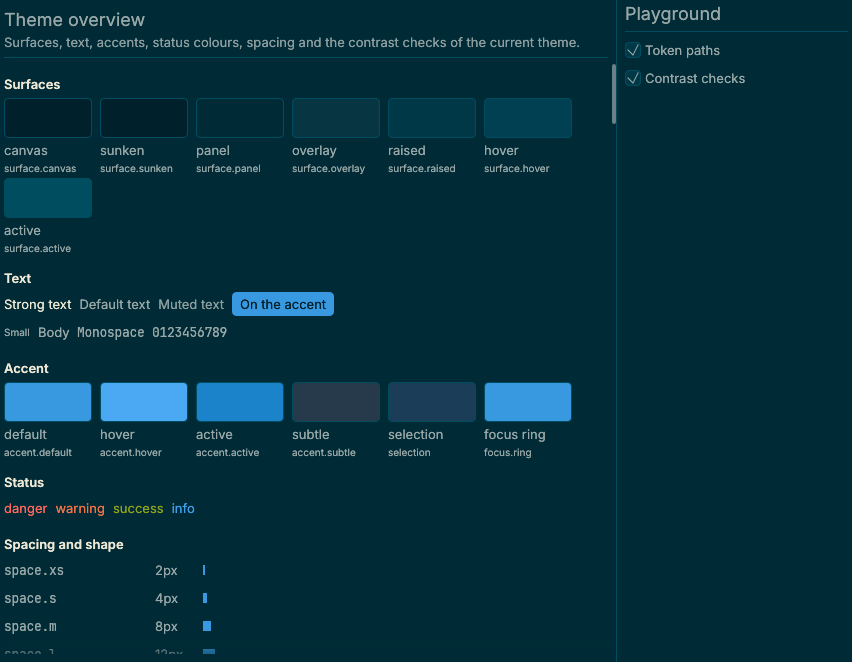 Theme overview
Surfaces, text, accents, status colours, spacing and the contrast checks of the current theme.
Surfaces
canvas sunken panel overlay raised hover
surface.canvas surface.sunken surface.panel surface.overlay surface.raised surface.hover
active
surface.active
Text
Strong text Default text Muted text On the accent
Small Body Monospace 0123456789
Accent
default hover active subtle selection focus ring
accent.default accent.hover accent.active accent.subtle selection focus.ring
Status
danger warning success info
Spacing and shape
space.xs 2px
space.s 4px
space.m 8px
space.l 12px
Playground
Token paths
Contrast checks